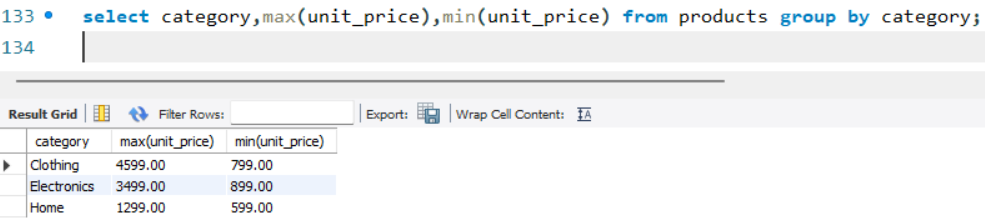 133 select category,max(unit_price),min(unit_price) from products group by category;
134
Result Grid Filter Rows: Export: Wrap Cell Content: IA
category max(unit_price) min(unit_price)
Clothing 4599.00 799.00
Electronics 3499.00 899.00
Home 1299.00 599.00